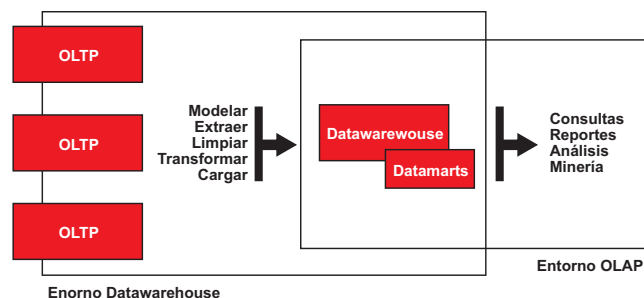 OLTP
OLTP
OLTP
Modelar
Extraer
Limpiar
Transformar
Cargar
Datawarewouse
Datamarts
Consultas
Reportes
Análisis
Minería
Entorno OLAP
Enorno Datawarehouse